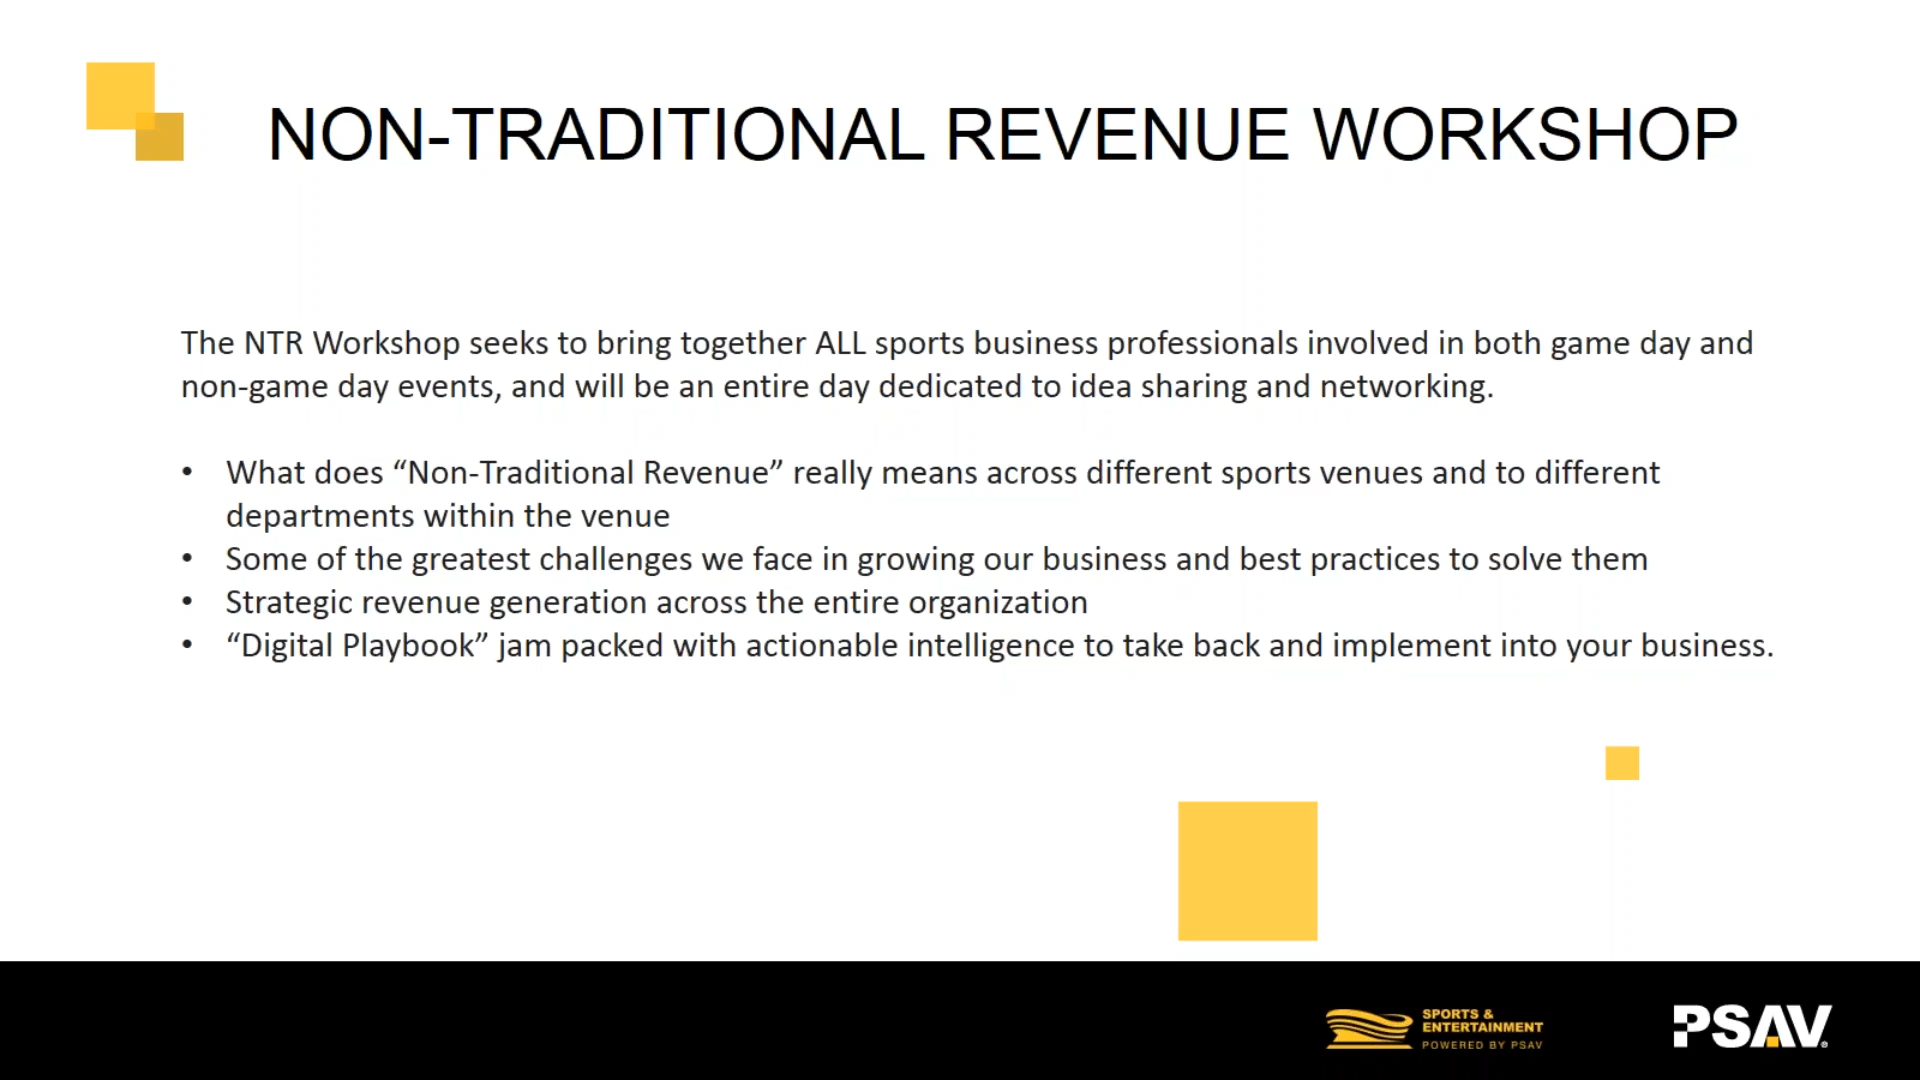 NON-TRADITIONAL REVENUE WORKSHOP
The NTR Workshop seeks to bring together ALL sports business professionals involved in both game day and
non-game day events, and will be an entire day dedicated to idea sharing and networking.
• What does “Non-Traditional Revenue” really means across different sports venues and to different
departments within the venue
• Some of the greatest challenges we face in growing our business and best practices to solve them
• Strategic revenue generation across the entire organization
• “Digital Playbook” jam packed with actionable intelligence to take back and implement into your business.
SPORTS &
ENTERTAINMENT
POWERED BY PSAV
PSAV®